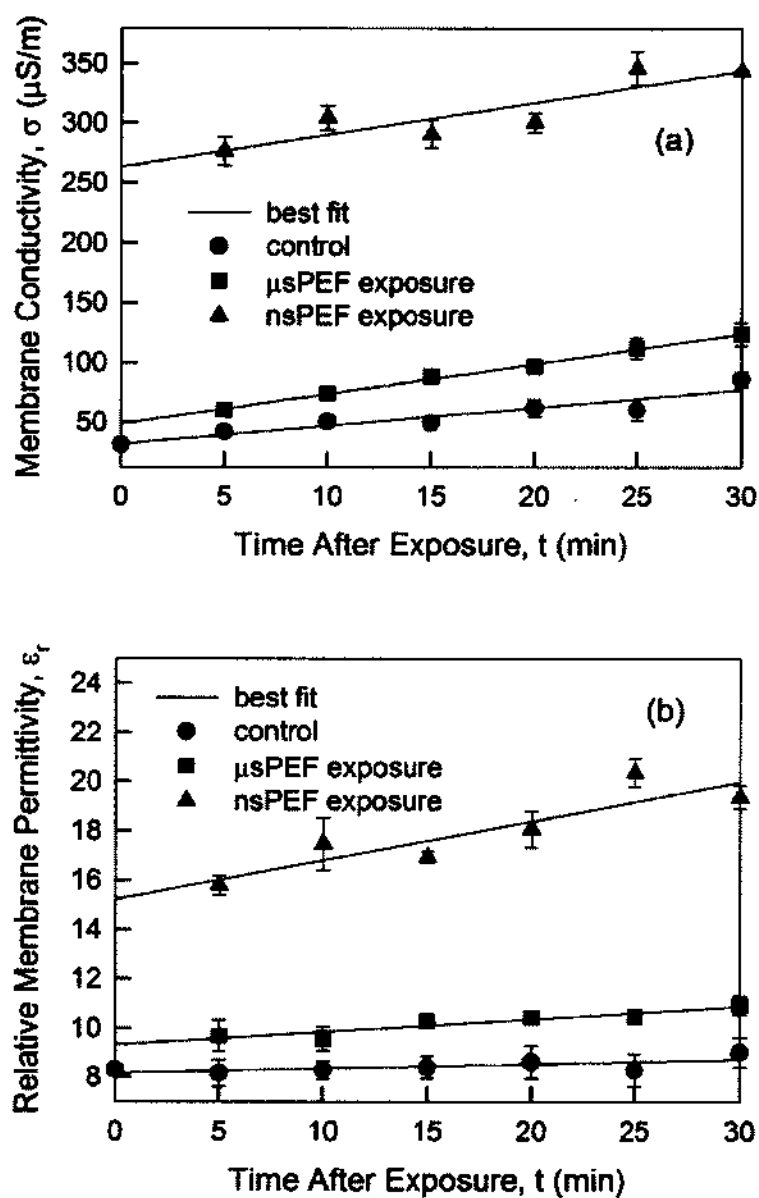 Membrane Conductivity, σ (µS/m)
350
300
250
200
150
100
50
(a)
best fit
control
µsPEF exposure
nsPEF exposure
0 5 10 15 20 25 30
Time After Exposure, t (min)
Relative Membrane Permittivity, εr
24
22
20
18
16
14
12
10
8
(b)
best fit
control
µsPEF exposure
nsPEF exposure
0 5 10 15 20 25 30
Time After Exposure, t (min)